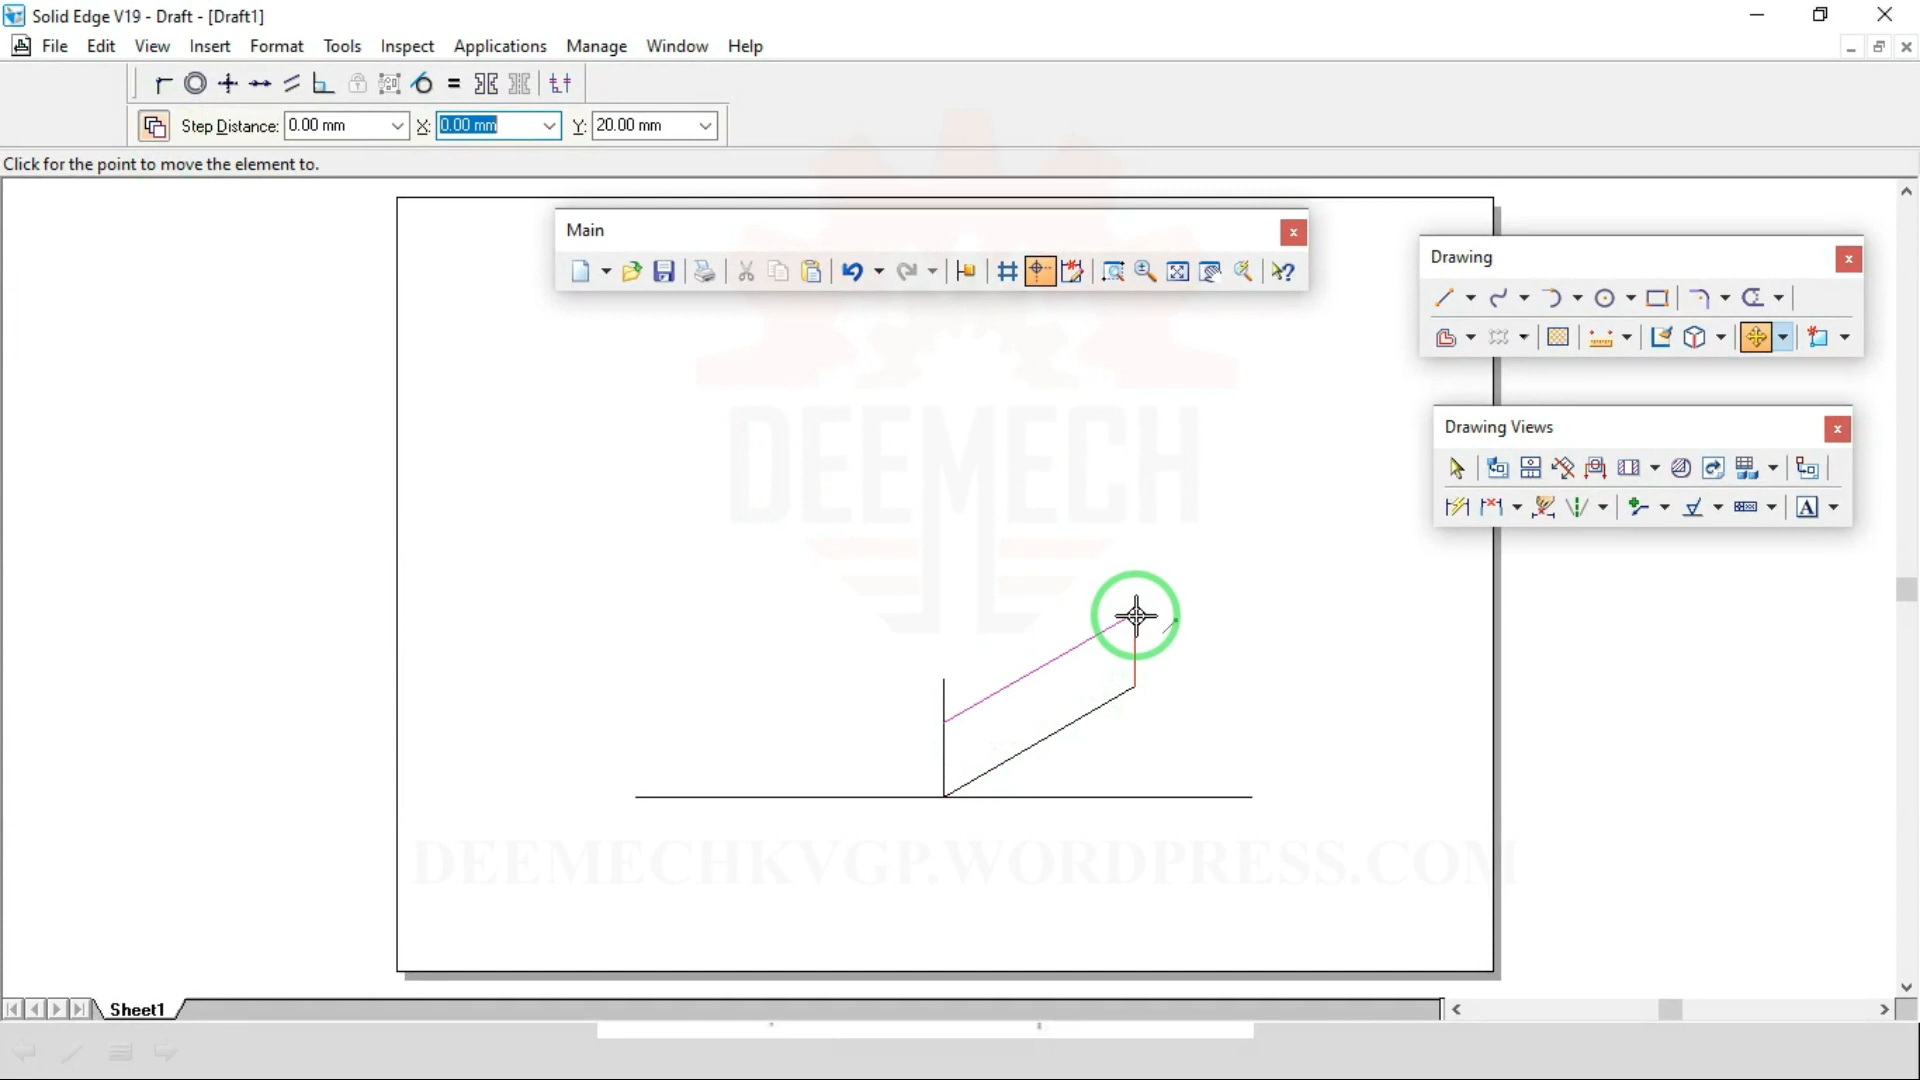 Solid Edge V19 - Draft - [Draft1]
File Edit View Insert Format Tools Inspect Applications Manage Window Help
Step Distance: 0.00 mm X: 0.00 mm Y: 20.00 mm
Click for the point to move the element to.
Main
Drawing
Drawing Views
A
DEEMECH
DEEMECHKVGP.WORDPRESS.COM
Sheet1